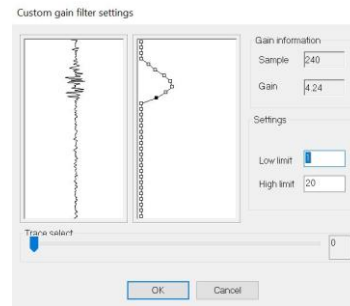 Custom gain filter settings
Gain information
Sample 240
Gain 4.24
Settings
Low limit
High limit 20
Trace select
0
OK Cancel